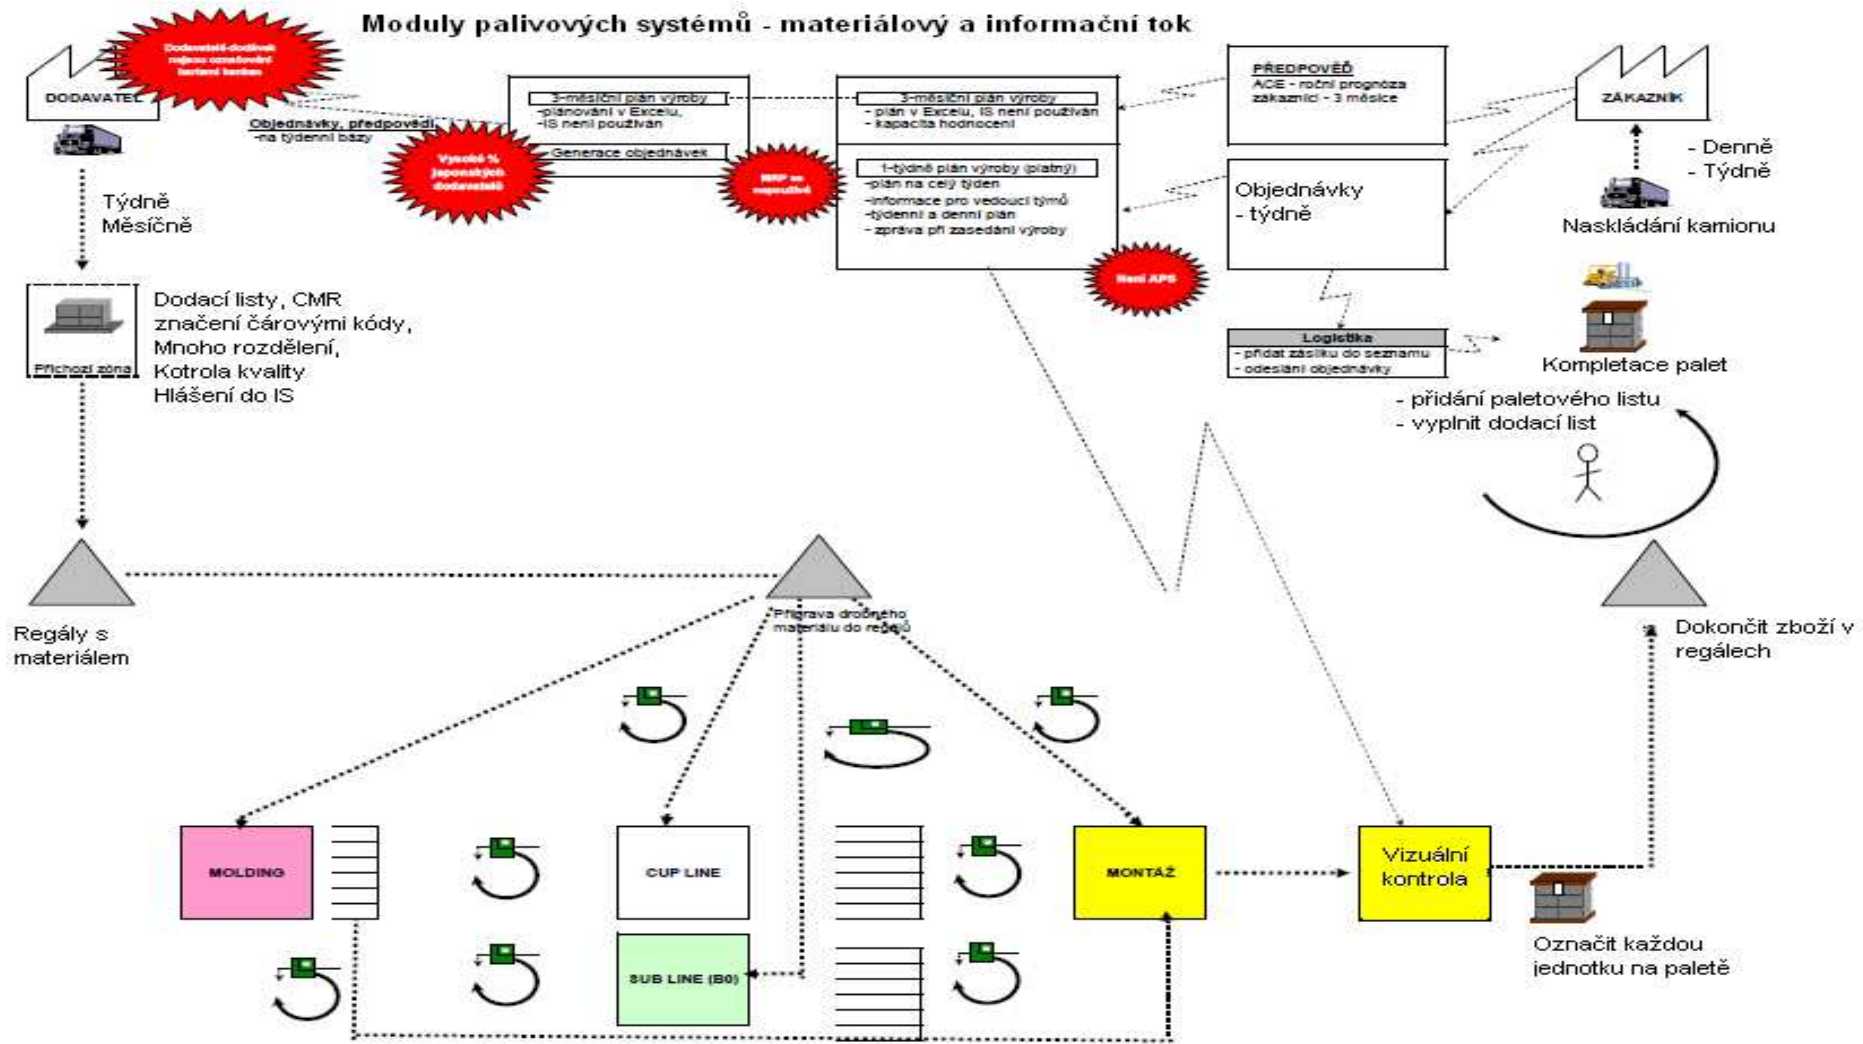 Moduly palivových systémů - materiálový a informační tok
DODAVATEL
Objednávky, předpovědi
-na týdenní bázy
Vysoké %
japonských
dodavatelů
3-měsíční plán výroby
-plánování v Excelu,
-IS není používán
-Generace objednávek
MRP se
nepoužívá
3-měsíční plán výroby
- plán v Excelu, IS není používán
- kapacita hodnocení
1-týdně plán výroby (platný)
-plán na celý týden
-informace pro vedoucí týmů
-týdenní a denní plán
- zpráva při zasedání výroby
Není APS
PŘEDPOVĚĎ
ACE - roční prognóza
zákazníci - 3 měsíce
Objednávky
- týdně
ZÁKAZNÍK
- Denně
- Týdně
Naskládání kamionu
Týdně
Měsíčně
Příchozí zóna
Dodací listy, CMR
značení čárovými kódy,
Mnoho rozdělení,
Kotrola kvality
Hlášení do IS
Logistika
- přidat zásilku do seznamu
- odeslání objednávky
Kompletace palet
- přidání paletového listu
- vyplnit dodací list
Regály s
materiálem
Příprava
materiálu do
Dokončit zboží v
regálech
MOLDING
CUP LINE
SUB LINE (B0)
MONTÁŽ
Vizuální
kontrola
Označit každou
jednotku na paletě